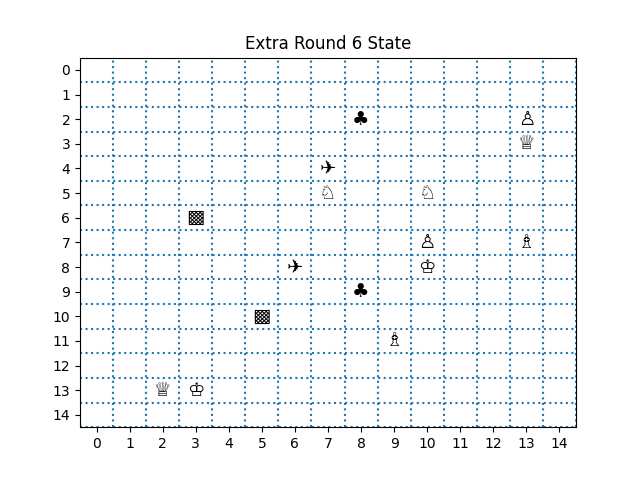 Extra Round 6 State
0
1
2 ♣ ♙
3 ♕
4 ✈
5 ♘ ♘
6 ▩
7 ♙ ♗
8 ✈ ♔
9 ♣
10 ▩
11 ♗
12
13 ♕ ♔
14
0 1 2 3 4 5 6 7 8 9 10 11 12 13 14